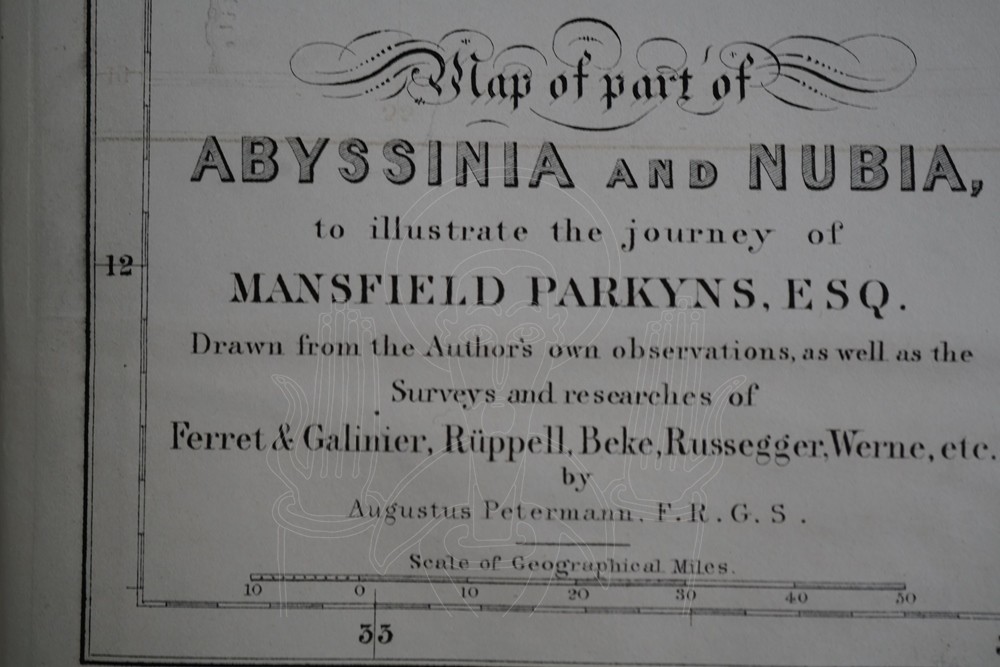 Map of part of
ABYSSINIA AND NUBIA,
to illustrate the journey of
MANSFIELD PARKYNS, ESQ.
Drawn from the Author's own observations, as well as the
Surveys and researches of
Ferret & Galinier, Rüppell, Beke, Russegger, Werne, etc.
by
Augustus Petermann. F.R.G.S.
Scale of Geographical Miles.
10 0 10 20 30 40 50
12
33